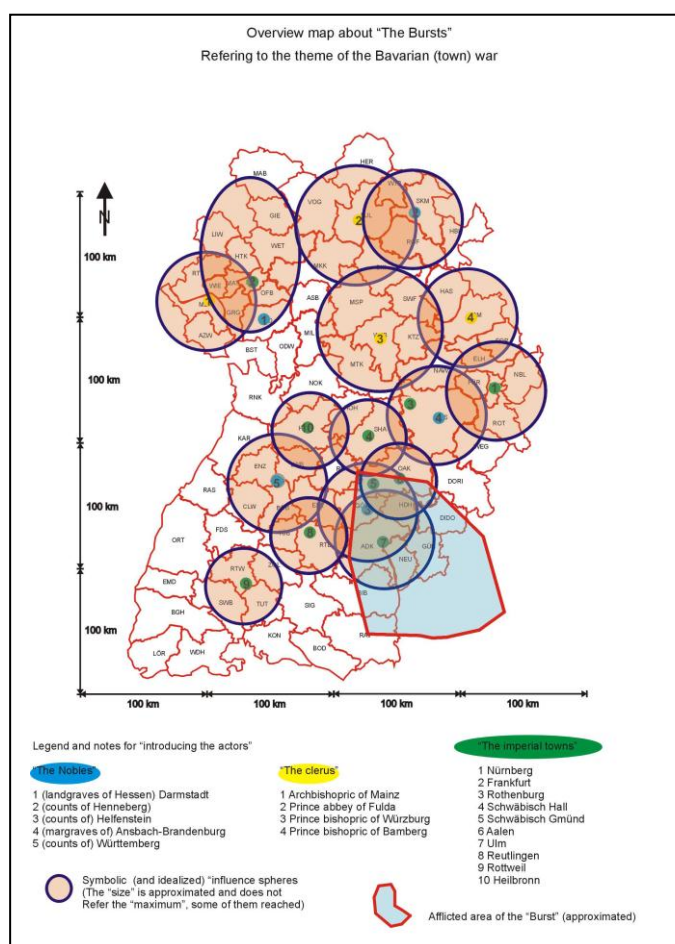 Overview map about “The Bursts”
Refering to the theme of the Bavarian (town) war
HER
MAB
VOG
SKM
GIE
LIW
WET
HTK
MKK
HAS
ASB
MSP
SWF
OFB
GRG
AZW
MIL
ODW
BST
KTZ
MTK
ELH
NBL
NOK
RNK
ROT
SHA
KAR
ENZ
OAK
DORI
RAS
CLW
HDH
DIDO
FDS
ORT
ADK
NEU
RTW
EMD
SWB
TUT
SIG
BGH
KON
BOD
LÖR
WDH
N
100 km
100 km
100 km
100 km
100 km
100 km
100 km
100 km
Legend and notes for “introducing the actors”
“The Nobles”
1 (landgraves of Hessen) Darmstadt
2 (counts of Henneberg)
3 (counts of) Helfenstein
4 (margraves of) Ansbach-Brandenburg
5 (counts of) Württemberg
“The clerus”
1 Archbishopric of Mainz
2 Prince abbey of Fulda
3 Prince bishopric of Würzburg
4 Prince bishopric of Bamberg
“The imperial towns”
1 Nürnberg
2 Frankfurt
3 Rothenburg
4 Schwäbisch Hall
5 Schwäbisch Gmünd
6 Aalen
7 Ulm
8 Reutlingen
9 Rottweil
10 Heilbronn
Symbolic (and idealized) “influence spheres
(The “size” is approximated and does not
Refer the “maximum”, some of them reached)
Afflicted area of the “Burst” (approximated)